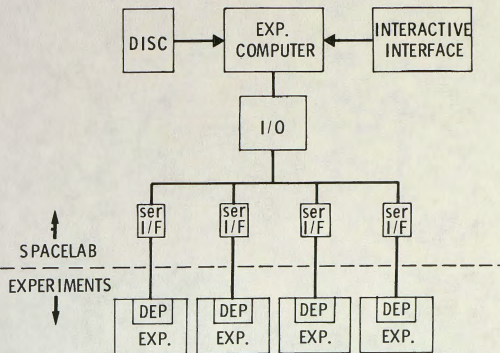 DISC
EXP.
COMPUTER
INTERACTIVE
INTERFACE
I/O
ser
I/F
ser
I/F
ser
I/F
ser
I/F
SPACELAB
EXPERIMENTS
DEP
EXP.
DEP
EXP.
DEP
EXP.
DEP
EXP.